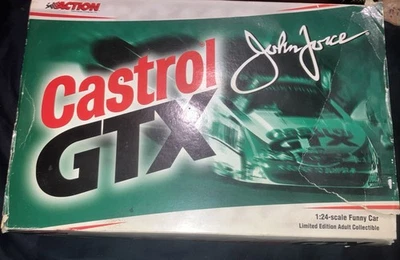 ACTION
Castrol
John Force
GTX
1:24-scale Funny Car
Limited Edition Adult Collectible